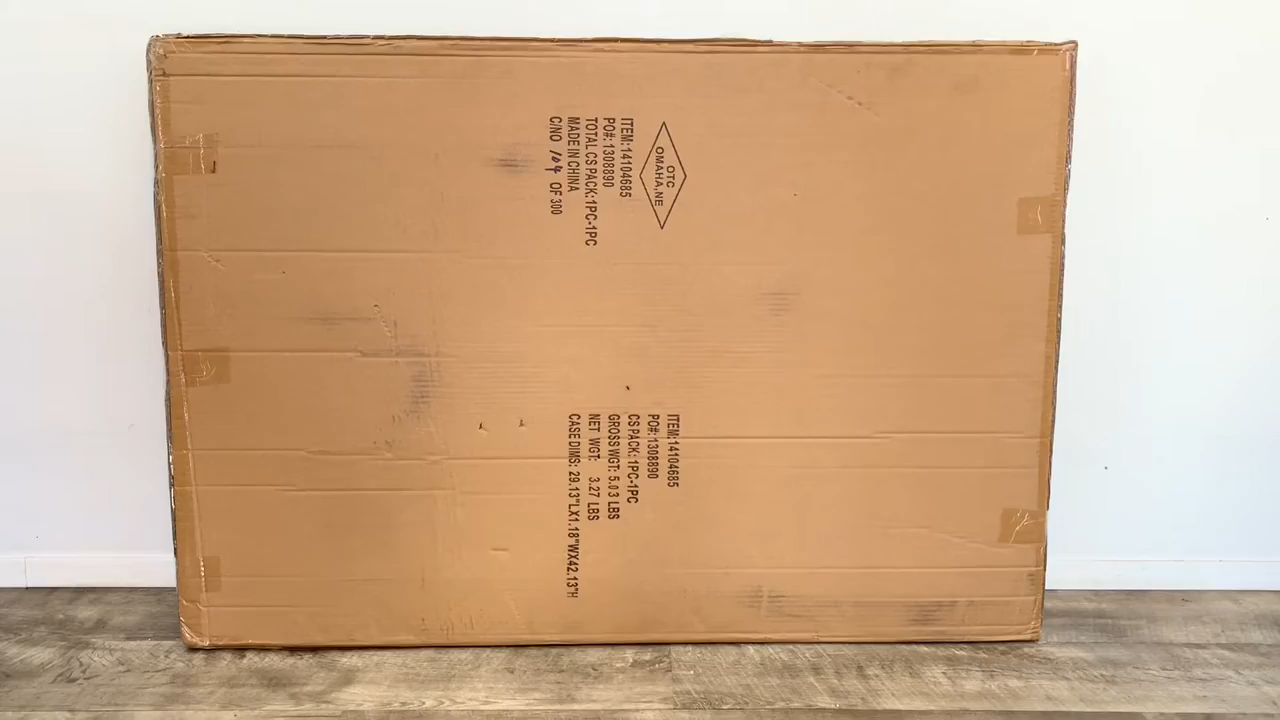 OTC
OMAHA,NE
ITEM:14104685
PO#:1308890
TOTAL CS PACK:1PC-1PC
MADE IN CHINA
C/NO 104 OF 300
ITEM:14104685
PO#:1308890
CS PACK:1PC-1PC
GROSS WGT: 5.03 LBS
NET WGT: 3.27 LBS
CASE DIMS: 29.13"LX1.18"WX42.13"H